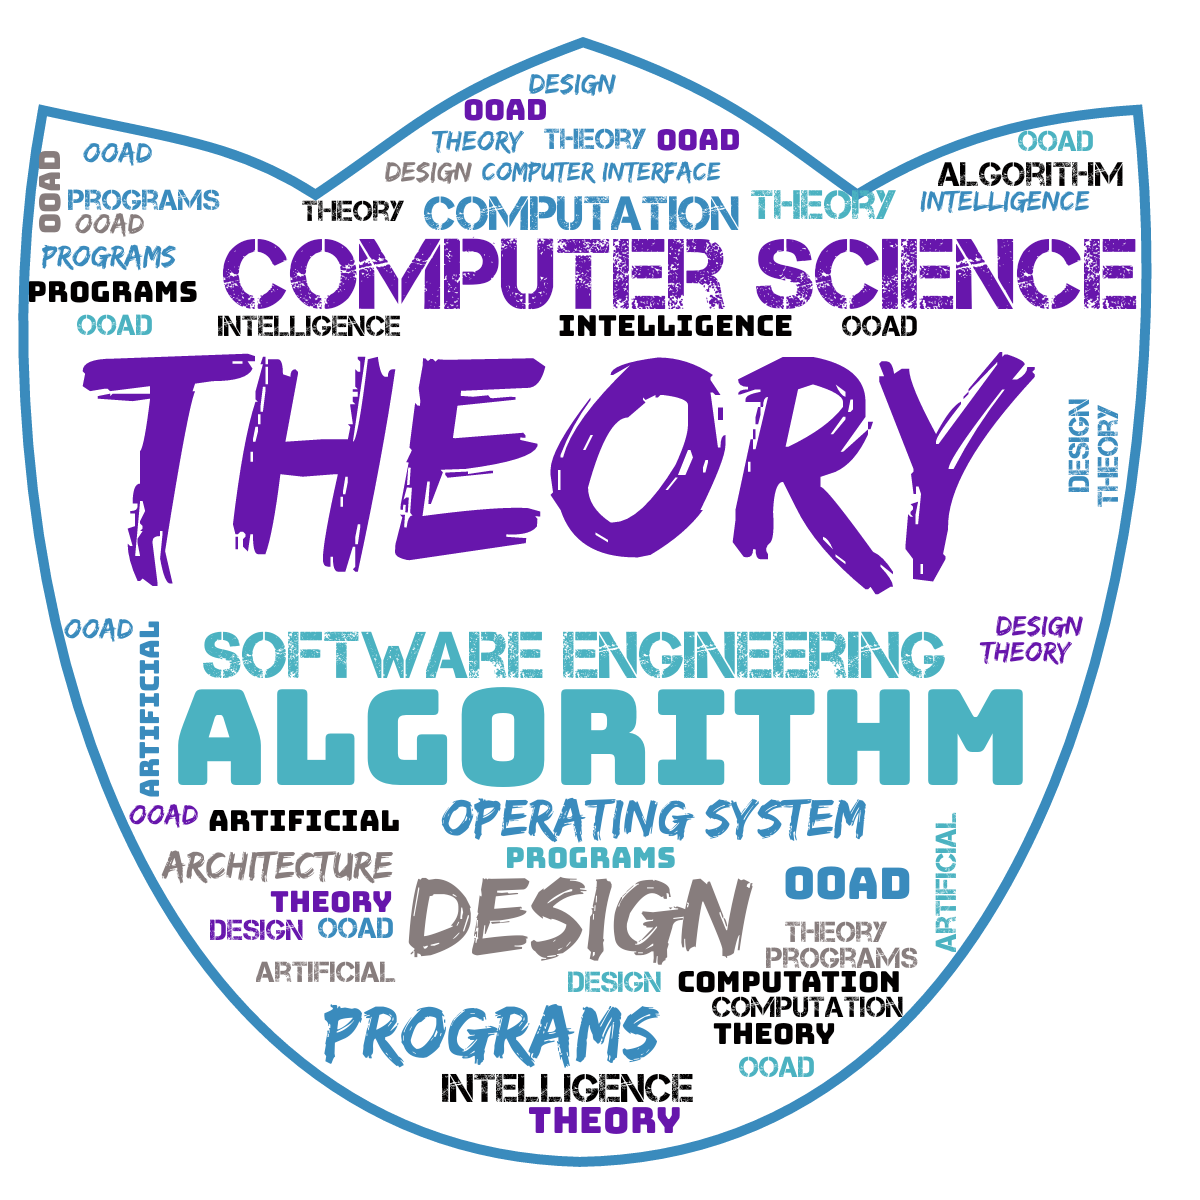 DESIGN
OOAD
THEORY THEORY OOAD
DESIGN COMPUTER INTERFACE
OOAD
OOAD
PROGRAMS
OOAD
PROGRAMS
PROGRAMS
OOAD
OOAD
ALGORITHM
INTELLIGENCE
THEORY COMPUTATION THEORY
COMPUTER SCIENCE
INTELLIGENCE INTELLIGENCE OOAD
THEORY
DESIGN
THEORY
OOAD
ARTIFICIAL
SOFTWARE ENGINEERING
DESIGN
THEORY
ALGORITHM
OOAD ARTIFICIAL OPERATING SYSTEM
ARCHITECTURE PROGRAMS
THEORY
DESIGN OOAD
DESIGN
OOAD
ARTIFICIAL
THEORY
PROGRAMS
ARTIFICIAL
DESIGN COMPUTATION
COMPUTATION
PROGRAMS THEORY
OOAD
INTELLIGENCE
THEORY